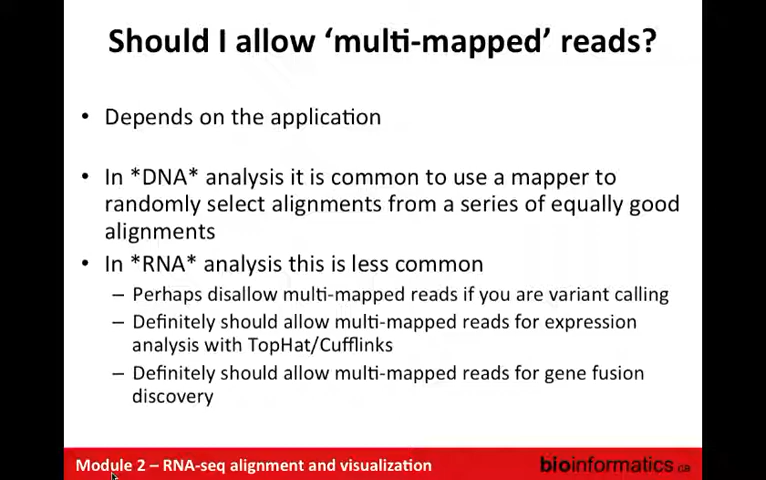 Should I allow ‘multi-mapped’ reads?
• Depends on the application
• In *DNA* analysis it is common to use a mapper to
randomly select alignments from a series of equally good
alignments
• In *RNA* analysis this is less common
– Perhaps disallow multi-mapped reads if you are variant calling
– Definitely should allow multi-mapped reads for expression
analysis with TopHat/Cufflinks
– Definitely should allow multi-mapped reads for gene fusion
discovery
Module 2 – RNA-seq alignment and visualization
bioinformatics.ca